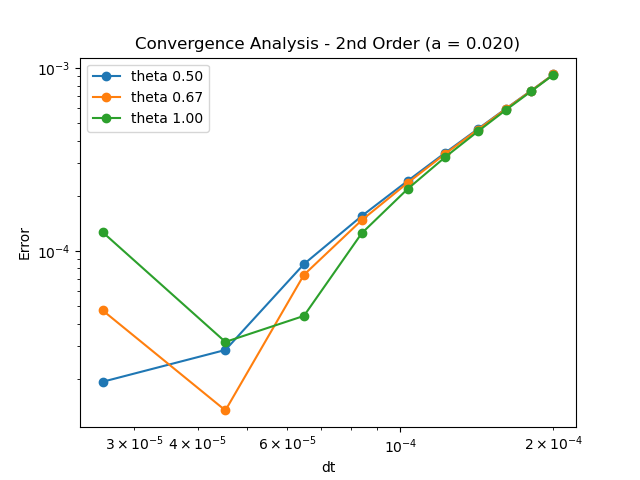 Convergence Analysis - 2nd Order (a = 0.020)
theta 0.50
theta 0.67
theta 1.00
10⁻³
10⁻⁴
Error
3 × 10⁻⁵ 4 × 10⁻⁵ 6 × 10⁻⁵ 10⁻⁴ 2 × 10⁻⁴
dt